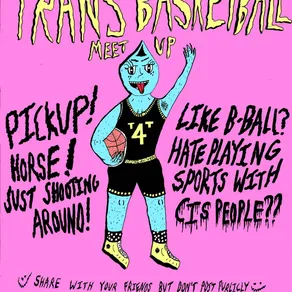 TRANS BASKETBALL
MEET UP
PICKUP!
HORSE!
JUST SHOOTING
AROUND!
T4T
LIKE B-BALL?
HATE PLAYING
SPORTS WITH
CIS PEOPLE??
SHARE WITH YOUR FRIENDS BUT DON'T POST PUBLICLY